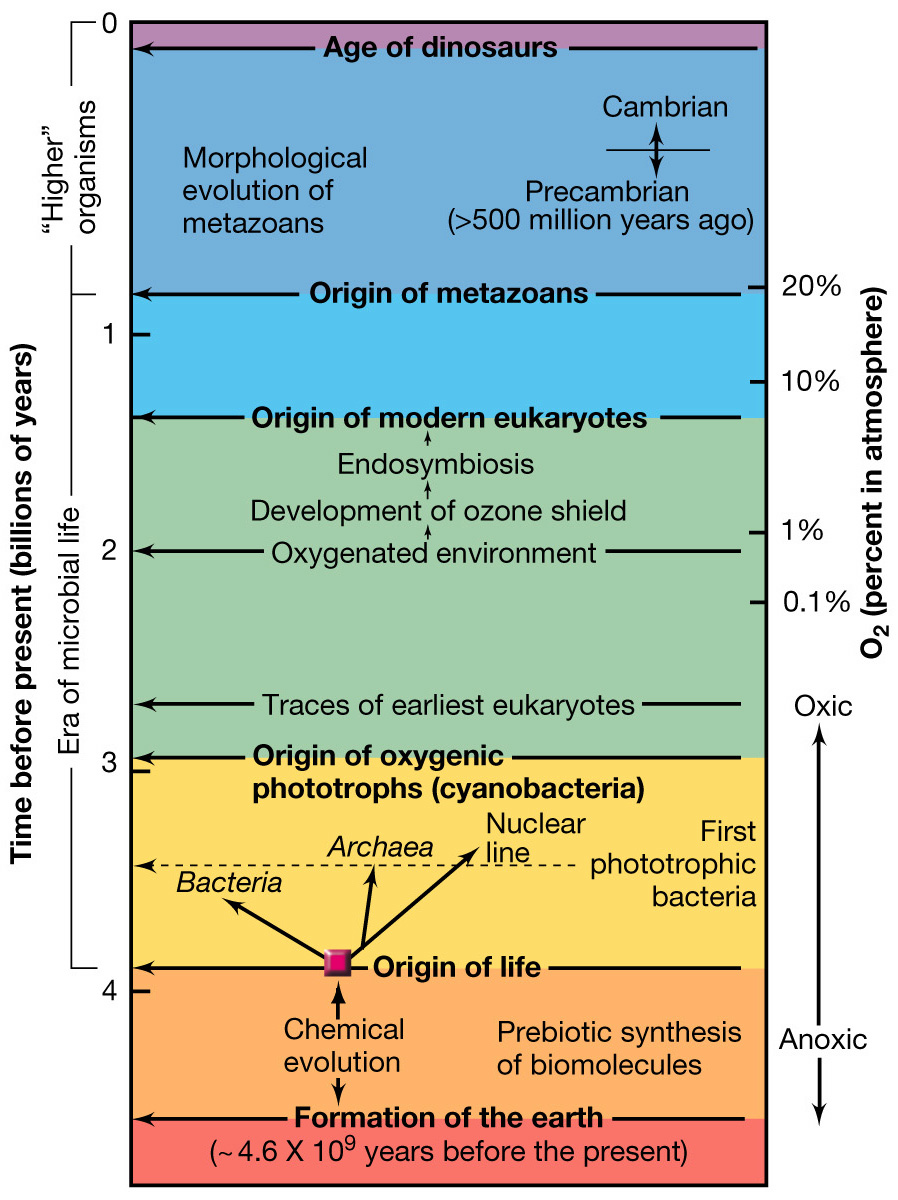 0
Age of dinosaurs
"Higher"
organisms
Cambrian
Morphological
evolution of
metazoans
Precambrian
(>500 million years ago)
20%
Origin of metazoans
1
10%
Origin of modern eukaryotes
Endosymbiosis
Development of ozone shield
1%
2
Oxygenated environment
0.1%
O₂ (percent in atmosphere)
Time before present (billions of years)
Era of microbial life
Traces of earliest eukaryotes
Oxic
3
Origin of oxygenic
phototrophs (cyanobacteria)
Nuclear
line
Archaea
Bacteria
First
phototrophic
bacteria
Origin of life
4
Chemical
evolution
Prebiotic synthesis
of biomolecules
Anoxic
Formation of the earth
(~4.6 X 10⁹ years before the present)